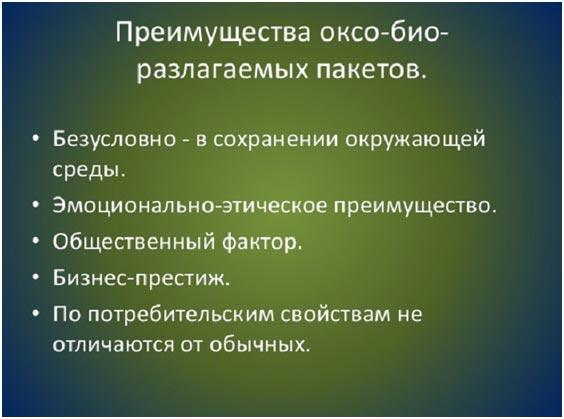 Преимущества оксо-био-
разлагаемых пакетов.
• Безусловно - в сохранении окружающей
среды.
• Эмоционально-этическое преимущество.
• Общественный фактор.
• Бизнес-престиж.
• По потребительским свойствам не
отличаются от обычных.